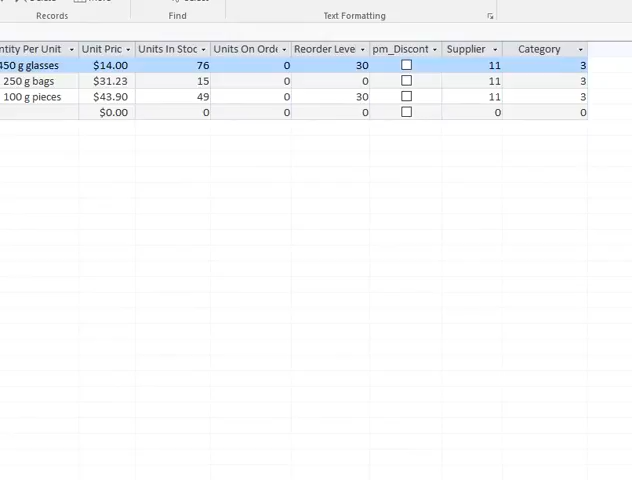 Records Find Text Formatting
ntity Per Unit Unit Pric Units In Stoc Units On Orde Reorder Leve pm_Discont Supplier Category
450 g glasses $14.00 76 0 30 11 3
250 g bags $31.23 15 0 0 11 3
100 g pieces $43.90 49 0 30 11 3
$0.00 0 0 0 0 0